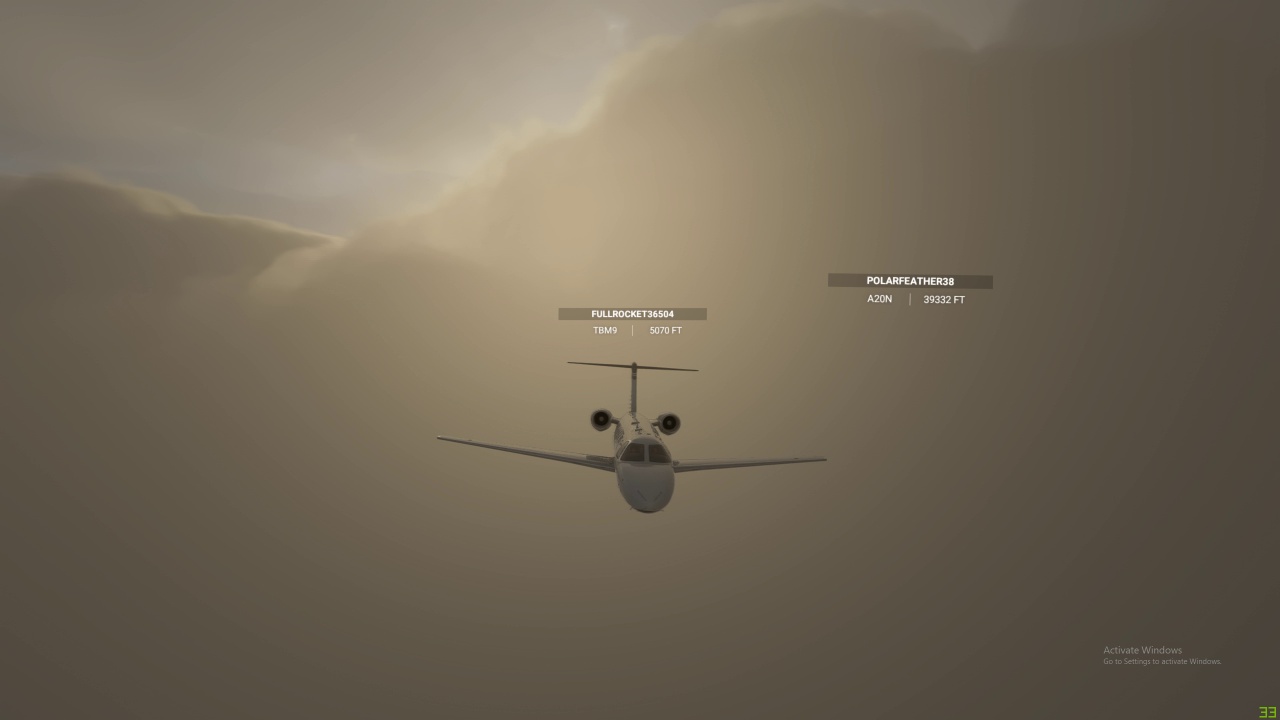 POLARFEATHER38
A20N | 39332 FT
FULLROCKET36504
TBM9 | 5070 FT
Activate Windows
Go to Settings to activate Windows.
33